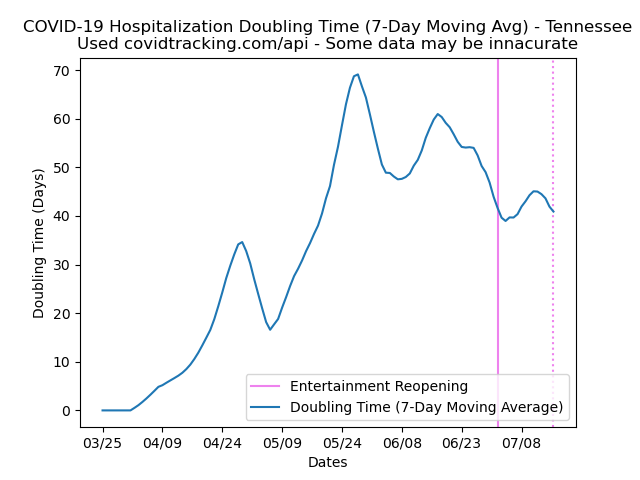 COVID-19 Hospitalization Doubling Time (7-Day Moving Avg) - Tennessee
Used covidtracking.com/api - Some data may be innacurate
70
60
50
40
30
20
10
0
Doubling Time (Days)
Entertainment Reopening
Doubling Time (7-Day Moving Average)
03/25 04/09 04/24 05/09 05/24 06/08 06/23 07/08
Dates